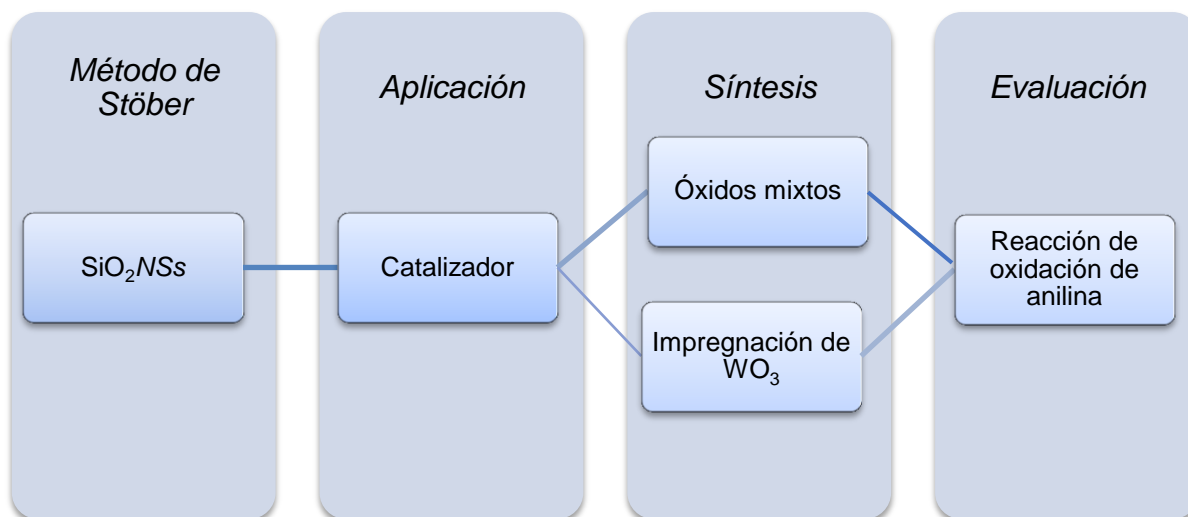 Método de
Stöber
SiO₂NSs
Aplicación
Catalizador
Síntesis
Óxidos mixtos
Impregnación de
WO₃
Evaluación
Reacción de
oxidación de
anilina